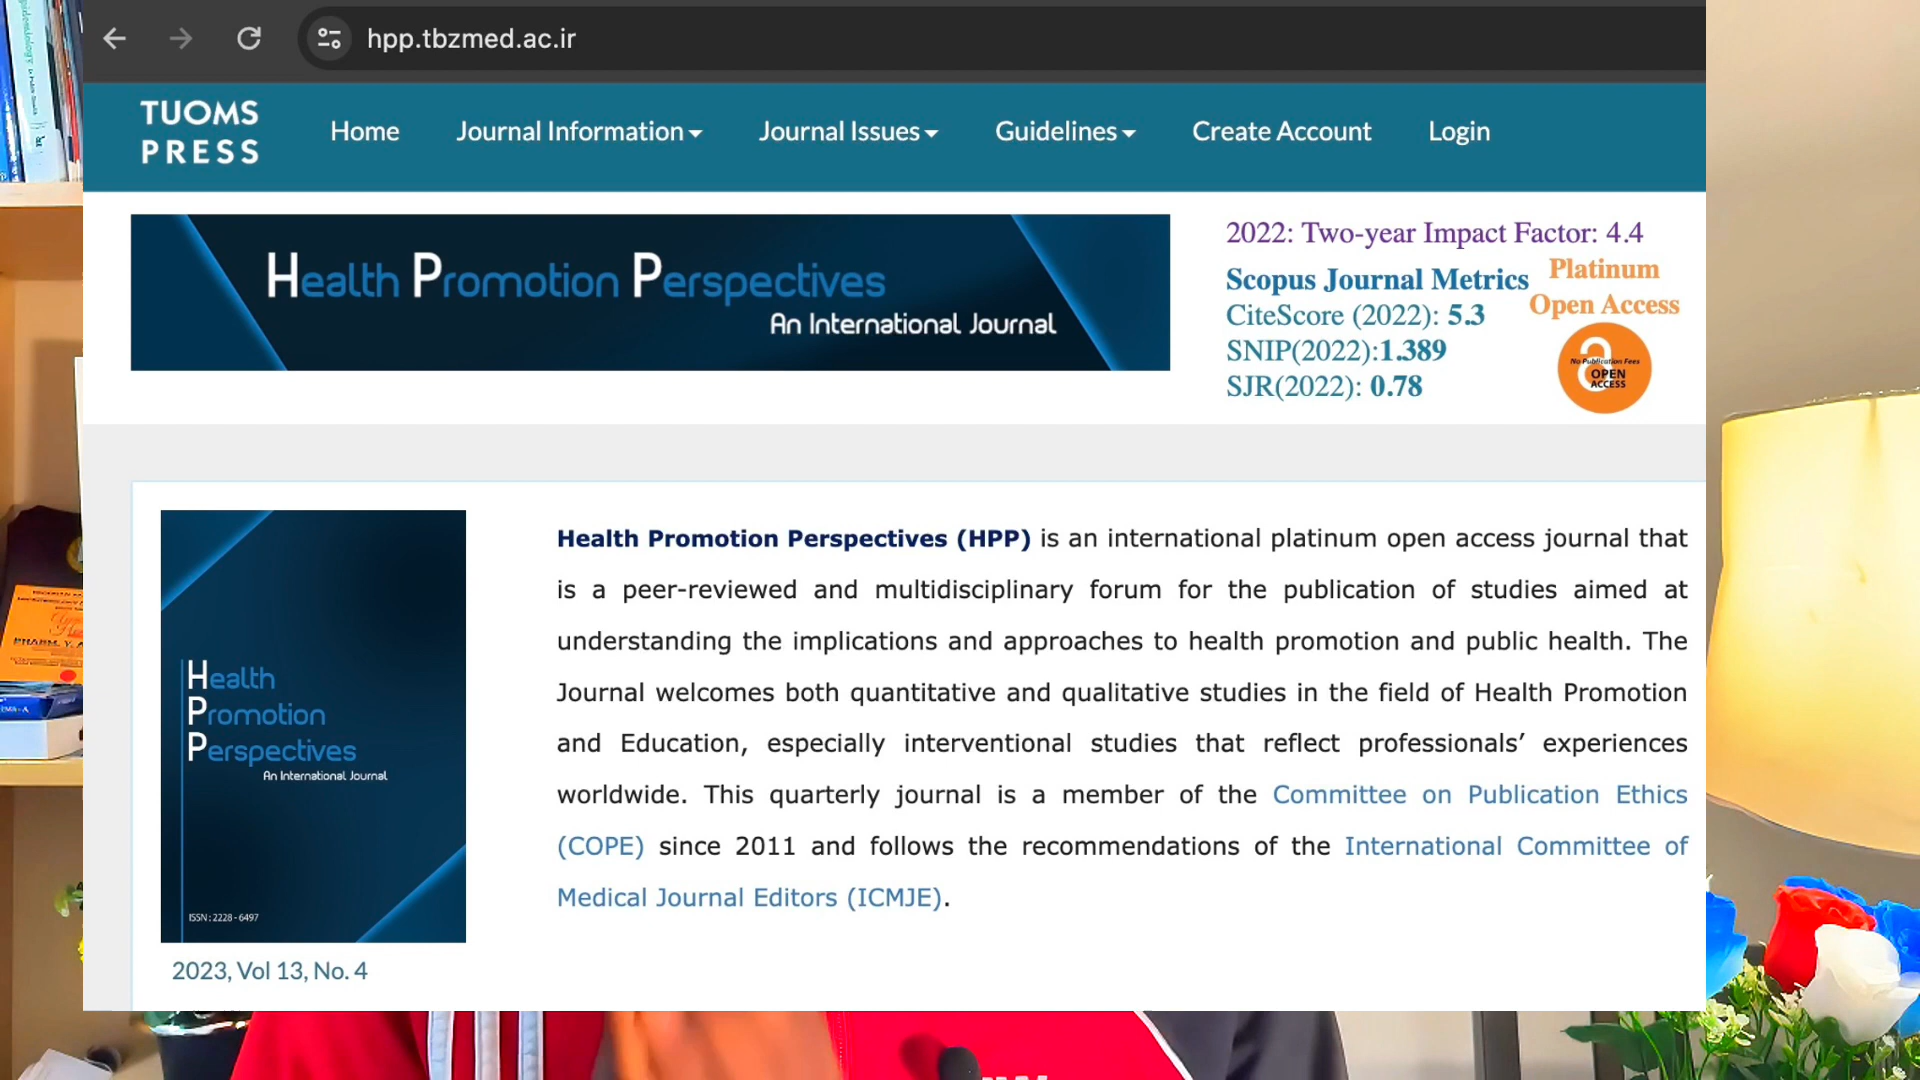 hpp.tbzmed.ac.ir
TUOMS
PRESS
Home
Journal Information
Journal Issues
Guidelines
Create Account
Login
Health Promotion Perspectives
An International Journal
2022: Two-year Impact Factor: 4.4
Scopus Journal Metrics
CiteScore (2022): 5.3
SNIP(2022):1.389
SJR(2022): 0.78
Platinum
Open Access
No Publication Fees
OPEN
ACCESS
Health
Promotion
Perspectives
An International Journal
ISSN : 2228 - 6497
2023, Vol 13, No. 4
Health Promotion Perspectives (HPP) is an international platinum open access journal that
is a peer-reviewed and multidisciplinary forum for the publication of studies aimed at
understanding the implications and approaches to health promotion and public health. The
Journal welcomes both quantitative and qualitative studies in the field of Health Promotion
and Education, especially interventional studies that reflect professionals’ experiences
worldwide. This quarterly journal is a member of the Committee on Publication Ethics
(COPE) since 2011 and follows the recommendations of the International Committee of
Medical Journal Editors (ICMJE).